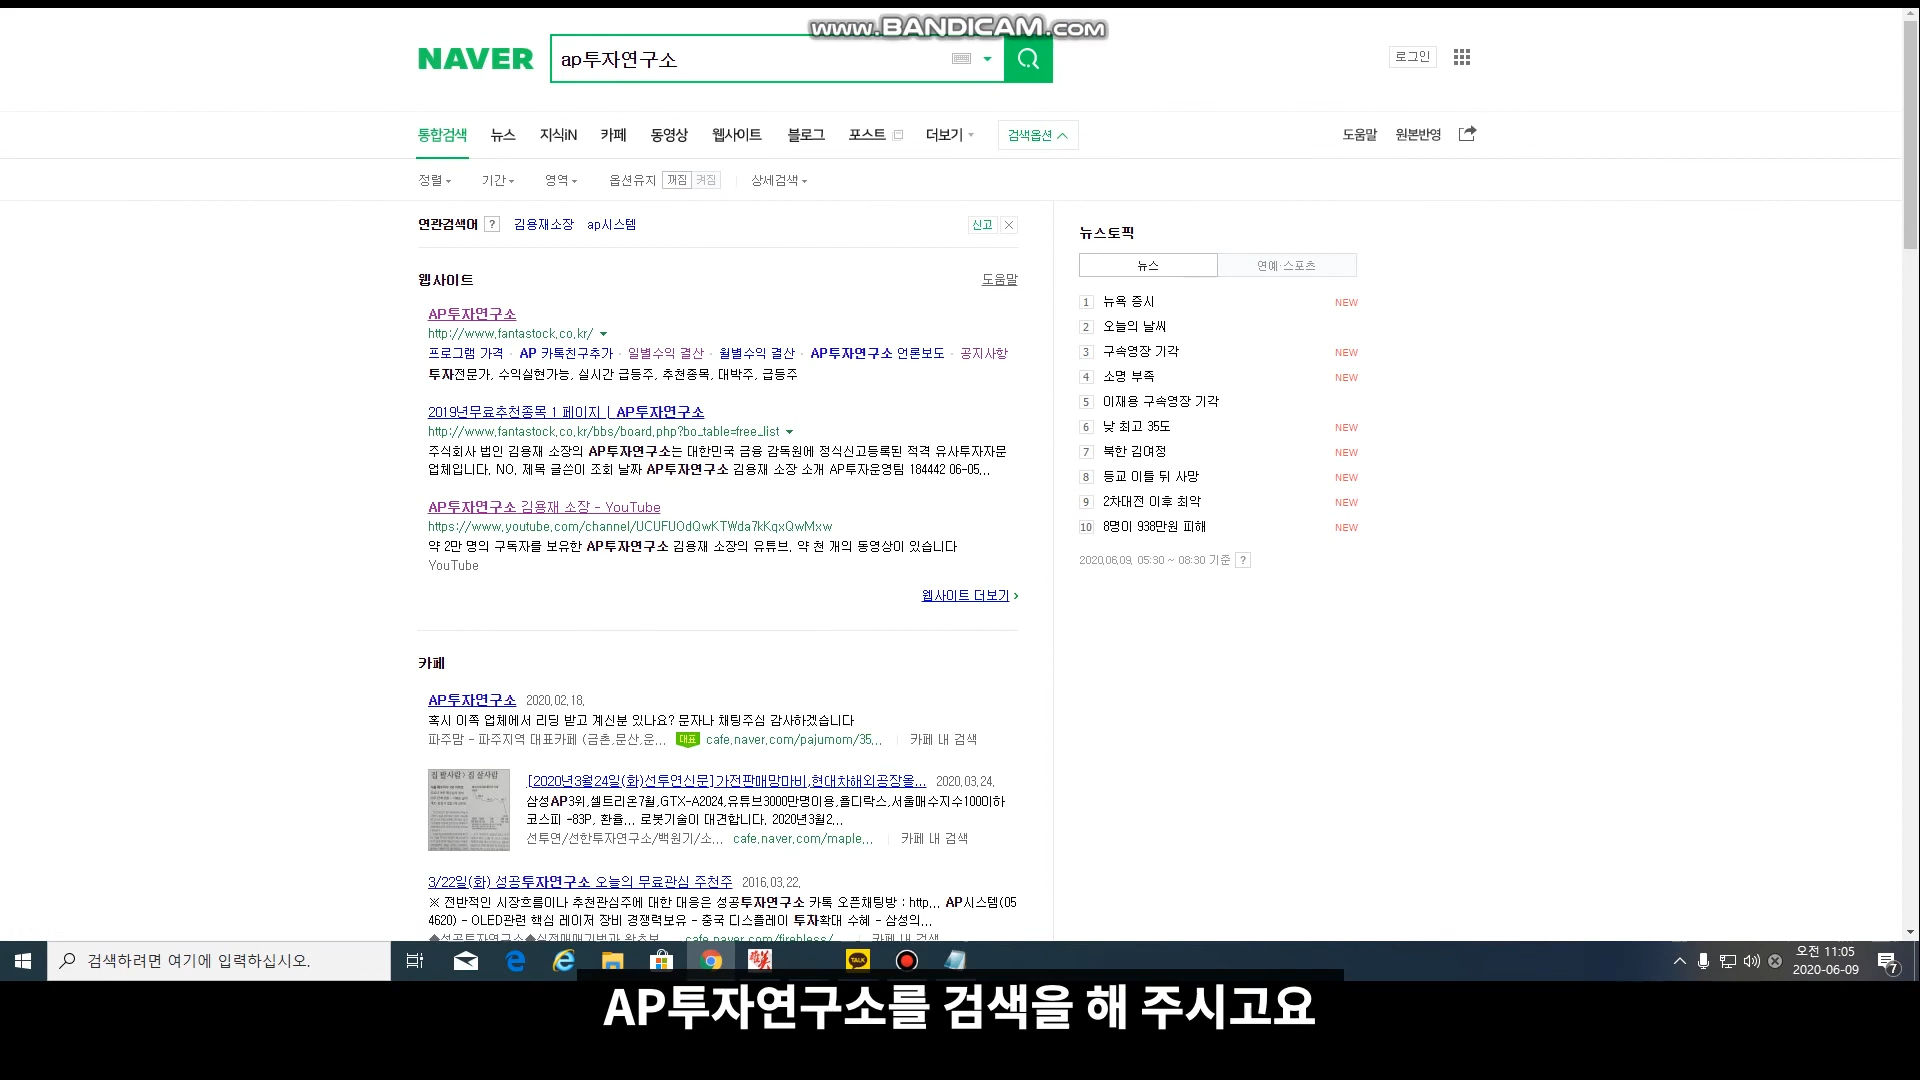 www.BANDICAM.com
NAVER
ap투자연구소
로그인
통합검색 뉴스 지식iN 카페 동영상 웹사이트 블로그 포스트 더보기 검색옵션
도움말 원본반영
정렬 기간 영역 옵션유지 꺼짐 켜짐 상세검색
연관검색어 ? 김용재소장 ap시스템 신고
웹사이트 도움말
AP투자연구소
http://www.fantastock.co.kr/
프로그램 가격 · AP 카톡친구추가 · 일별수익 결산 · 월별수익 결산 · AP투자연구소 언론보도 · 공지사항
투자전문가, 수익실현가능, 실시간 급등주, 추천종목, 대박주, 급등주
2019년무료추천종목 1 페이지 | AP투자연구소
http://www.fantastock.co.kr/bbs/board.php?bo_table=free_list
주식회사 법인 김용재 소장의 AP투자연구소는 대한민국 금융 감독원에 정식신고등록된 적격 유사투자자문
업체입니다. NO. 제목 글쓴이 조회 날짜 AP투자연구소 김용재 소장 소개 AP투자운영팀 184442 06-05...
AP투자연구소 김용재 소장 - YouTube
https://www.youtube.com/channel/UCUFUOdQwKTWda7kKqxQwMxw
약 2만 명의 구독자를 보유한 AP투자연구소 김용재 소장의 유튜브. 약 천 개의 동영상이 있습니다
YouTube
웹사이트 더보기
카페
AP투자연구소 2020.02.18.
혹시 이쪽 업체에서 리딩 받고 계신분 있나요? 문자나 채팅주심 감사하겠습니다
파주맘 - 파주지역 대표카페 (금촌,문산,운... 대표 cafe.naver.com/pajumom/35... 카페 내 검색
집 팔사람> 집 살사람
[2020년3월24일(화)선투연신문]가전판매망마비,현대차해외공장올... 2020.03.24.
삼성AP3위,셀트리온7월,GTX-A2024,유튜브3000만명이용,욜디락스,서울매수지수100이하
코스피 -83P, 환율... 로봇기술이 대견합니다. 2020년3월2...
선투연/선한투자연구소/백원기/소... cafe.naver.com/maple... 카페 내 검색
3/22일(화) 성공투자연구소 오늘의 무료관심 주천주 2016.03.22.
※ 전반적인 시장흐름이나 추천관심주에 대한 대응은 성공투자연구소 카톡 오픈채팅방 : http... AP시스템(05
4620) - OLED관련 핵심 레이저 장비 경쟁력보유 - 중국 디스플레이 투자확대 수혜 - 삼성의...
◆성공투자연구소◆실전매매기법과 왕초보... cafe.naver.com/firehless/... 카페 내 검색
뉴스토픽
뉴스 연예·스포츠
1 뉴욕 증시 NEW
2 오늘의 날씨
3 구속영장 기각 NEW
4 소명 부족 NEW
5 이재용 구속영장 기각
6 낮 최고 35도 NEW
7 북한 김여정 NEW
8 등교 이틀 뒤 사망 NEW
9 2차대전 이후 최악 NEW
10 8명이 938만원 피해 NEW
2020.06.09. 05:30 ~ 08:30 기준 ?
검색하려면 여기에 입력하십시오.
TALK
오전 11:05
2020-06-09
7
AP투자연구소를 검색을 해 주시고요